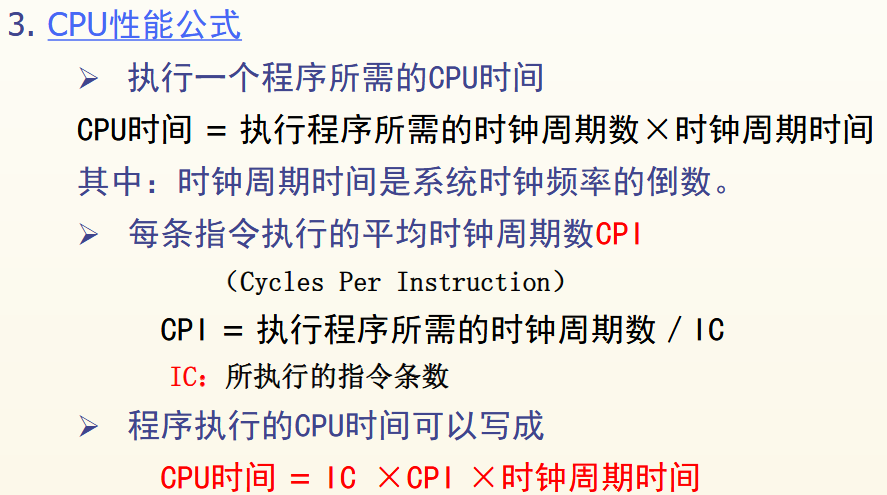 3. CPU性能公式
➢ 执行一个程序所需的CPU时间
CPU时间 = 执行程序所需的时钟周期数×时钟周期时间
其中：时钟周期时间是系统时钟频率的倒数。
➢ 每条指令执行的平均时钟周期数CPI
（Cycles Per Instruction）
CPI = 执行程序所需的时钟周期数 / IC
IC：所执行的指令条数
➢ 程序执行的CPU时间可以写成
CPU时间 = IC ×CPI ×时钟周期时间